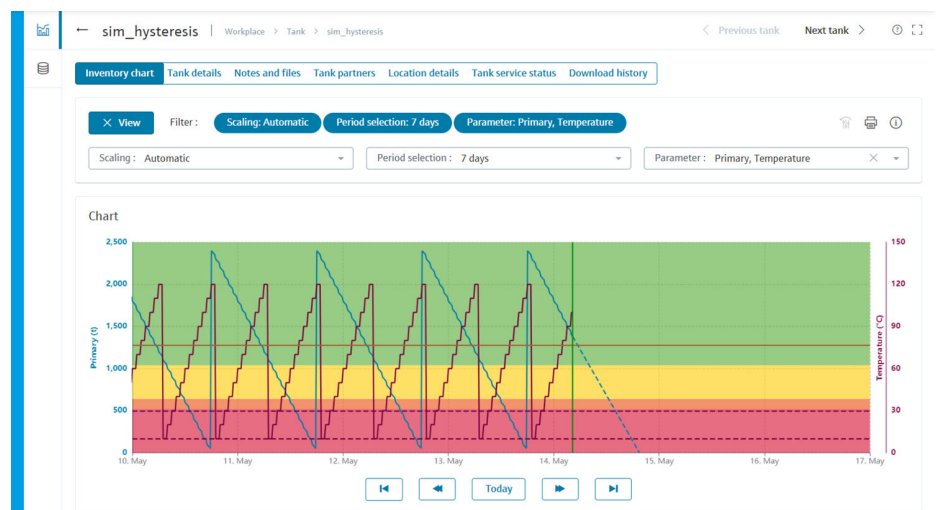 ← sim_hysteresis | Workplace > Tank > sim_hysteresis < Previous tank Next tank >
Inventory chart Tank details Notes and files Tank partners Location details Tank service status Download history
× View Filter : Scaling: Automatic Period selection: 7 days Parameter: Primary, Temperature
Scaling : Automatic Period selection : 7 days Parameter : Primary, Temperature ×
Chart
2,500 150
2,000 120
1,500 90
1,000 60
500 30
0 0
Primary (t)
Temperature (°C)
10. May 11. May 12. May 13. May 14. May 15. May 16. May 17. May
Today